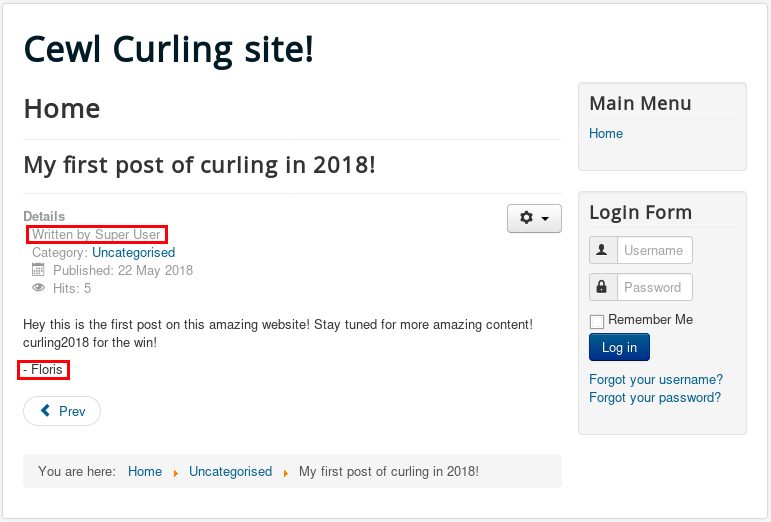 Cewl Curling site!
Home
My first post of curling in 2018!
Details
Written by Super User
Category: Uncategorised
Published: 22 May 2018
Hits: 5
Hey this is the first post on this amazing website! Stay tuned for more amazing content!
curling2018 for the win!
- Floris
Prev
You are here: Home Uncategorised My first post of curling in 2018!
Main Menu
Home
Login Form
Username
Password
Remember Me
Log in
Forgot your username?
Forgot your password?